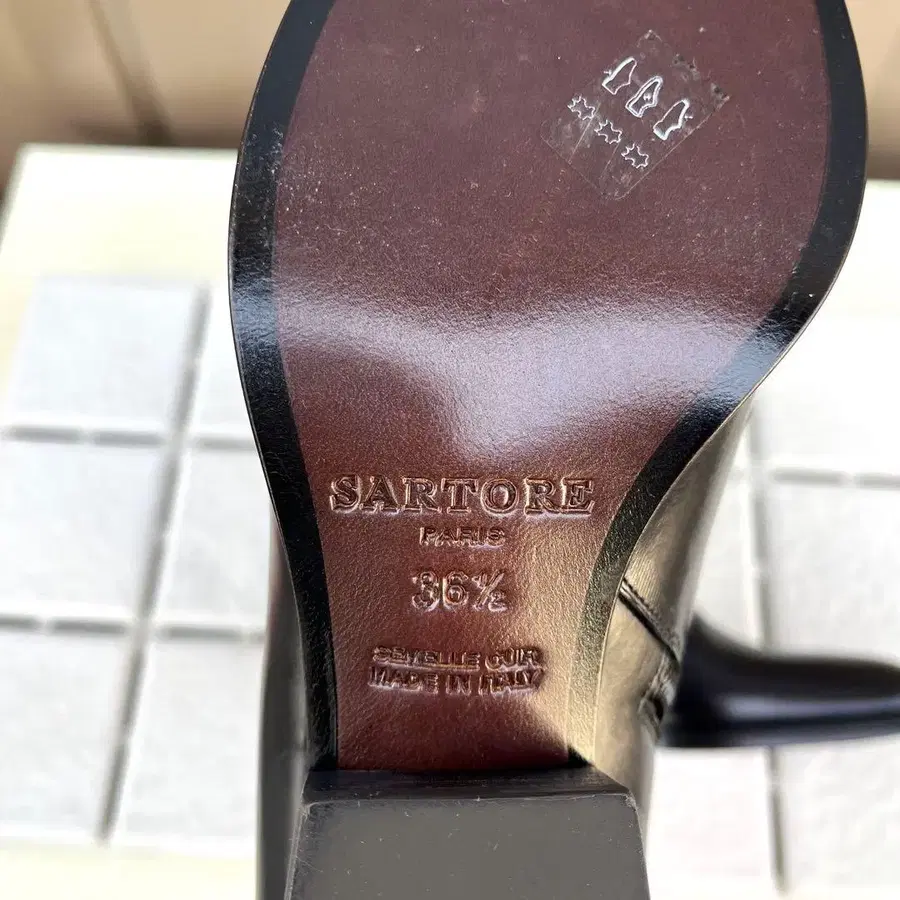 SARTORE
PARIS
36½
SEMELLE CUIR
MADE IN ITALY